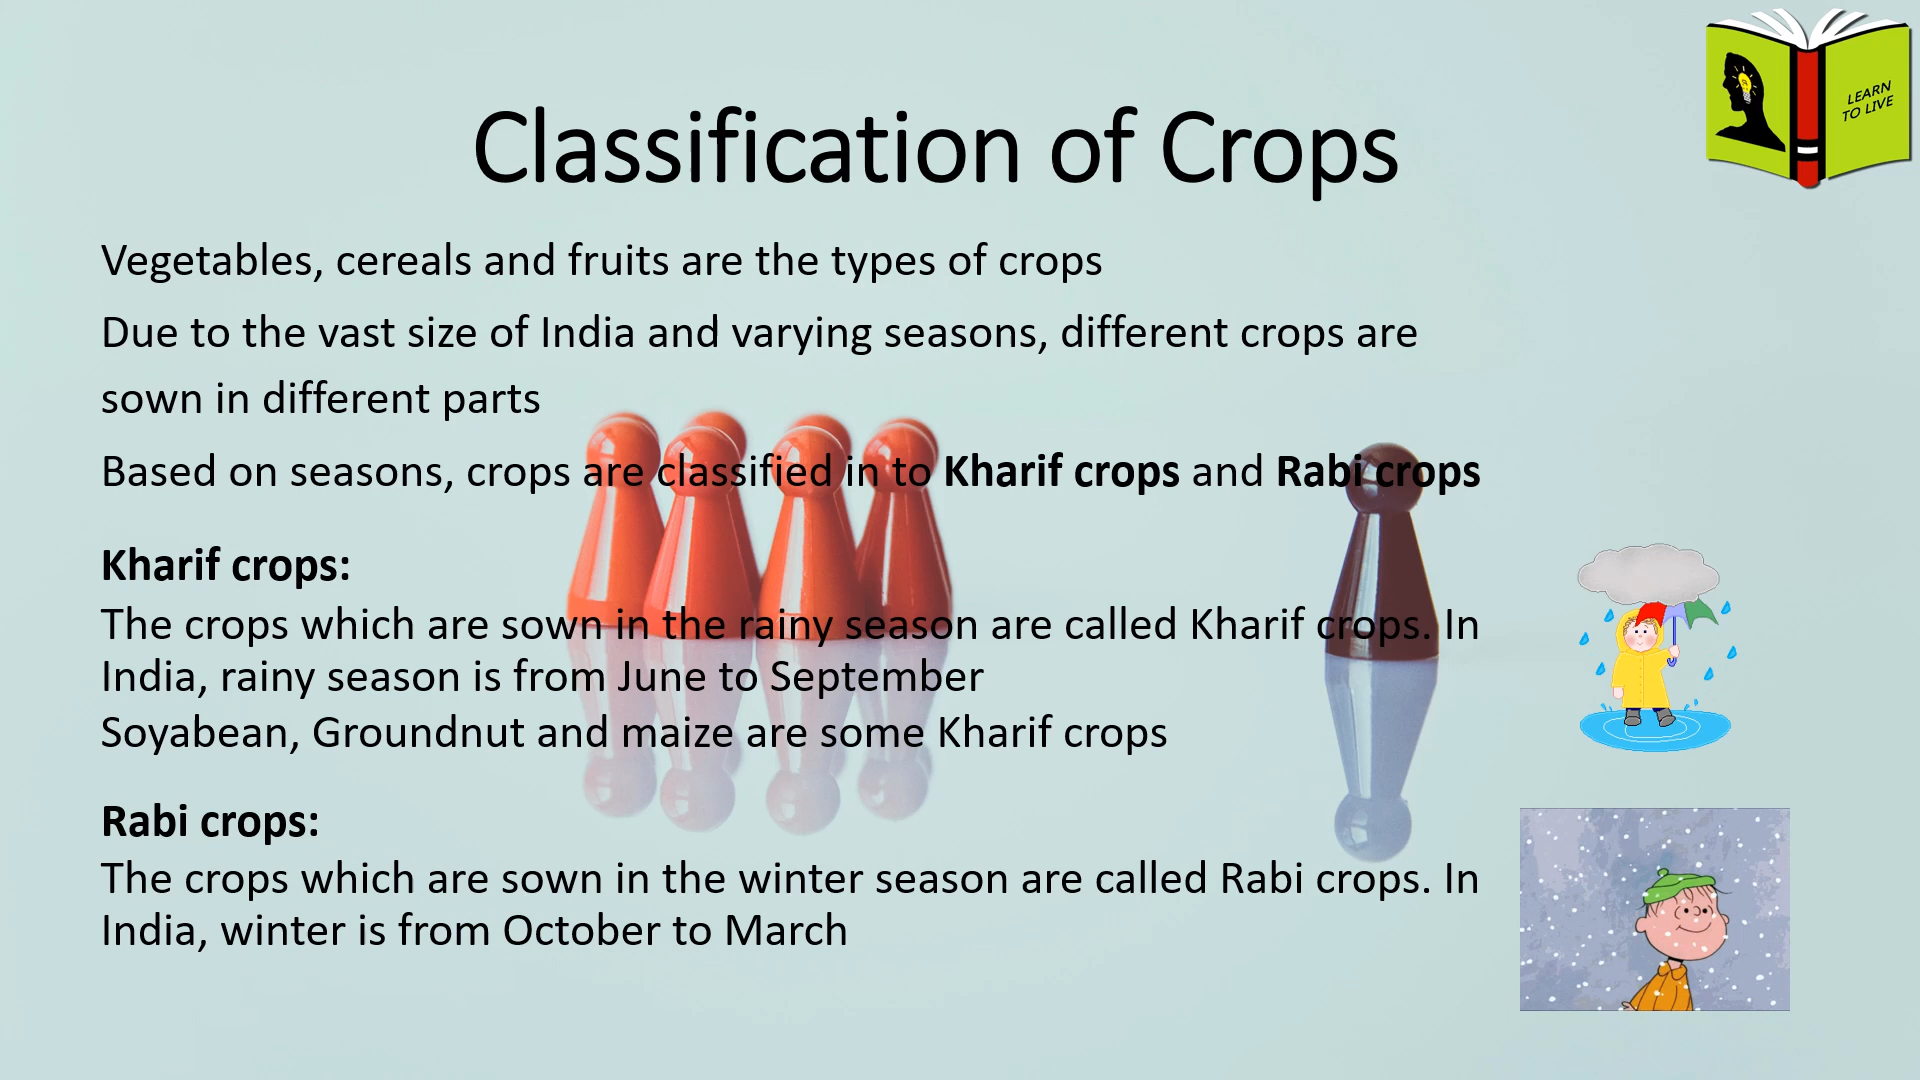 LEARN
TO LIVE
Classification of Crops
Vegetables, cereals and fruits are the types of crops
Due to the vast size of India and varying seasons, different crops are
sown in different parts
Based on seasons, crops are classified in to Kharif crops and Rabi crops
Kharif crops:
The crops which are sown in the rainy season are called Kharif crops. In
India, rainy season is from June to September
Soyabean, Groundnut and maize are some Kharif crops
Rabi crops:
The crops which are sown in the winter season are called Rabi crops. In
India, winter is from October to March